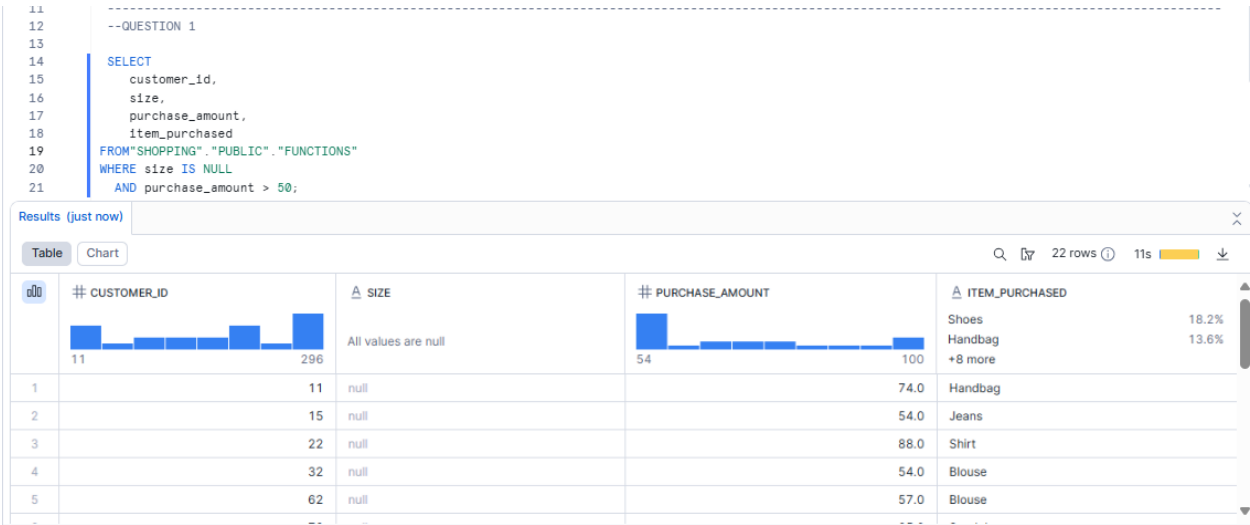 11 --------------------------------------------------------------------------------
12 --QUESTION 1
13
14 SELECT
15 customer_id,
16 size,
17 purchase_amount,
18 item_purchased
19 FROM"SHOPPING"."PUBLIC"."FUNCTIONS"
20 WHERE size IS NULL
21 AND purchase_amount > 50;
Results (just now)
Table Chart 22 rows 11s
# CUSTOMER_ID A SIZE # PURCHASE_AMOUNT A ITEM_PURCHASED
Shoes 18.2%
All values are null Handbag 13.6%
11 296 54 100 +8 more
1 11 null 74.0 Handbag
2 15 null 54.0 Jeans
3 22 null 88.0 Shirt
4 32 null 54.0 Blouse
5 62 null 57.0 Blouse